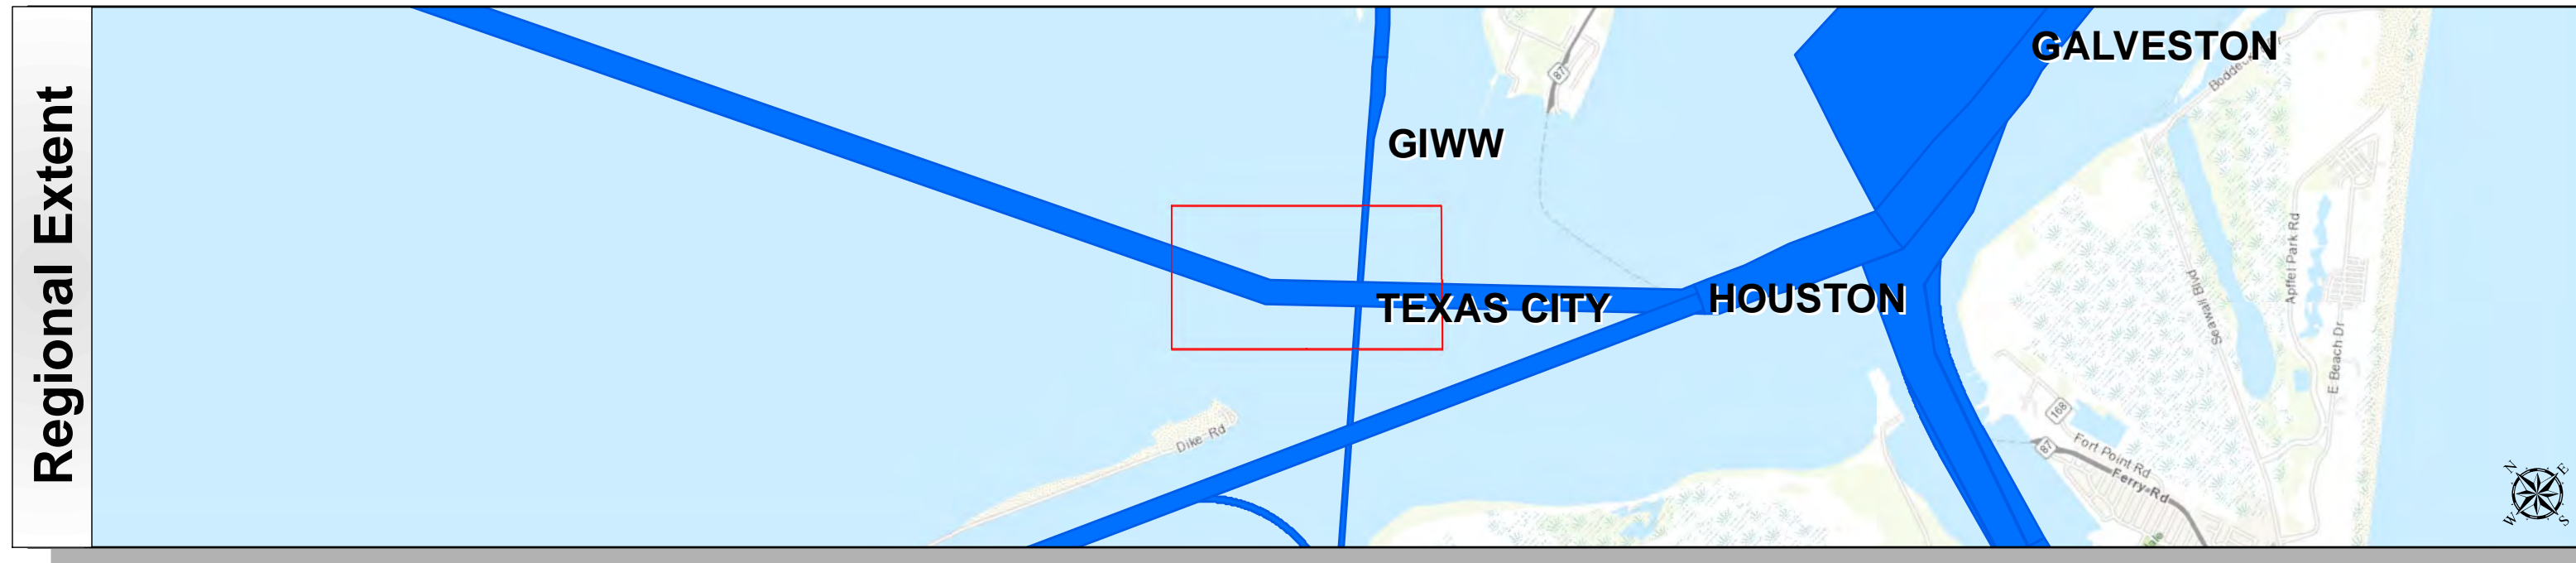 Regional Extent
GALVESTON
87
Boddeck
GIWW
TEXAS CITY
HOUSTON
Seawall Blvd
Apffel Park Rd
E Beach Dr
Dike Rd
168
87
Fort Point Rd
Ferry Rd
N
E
W
S